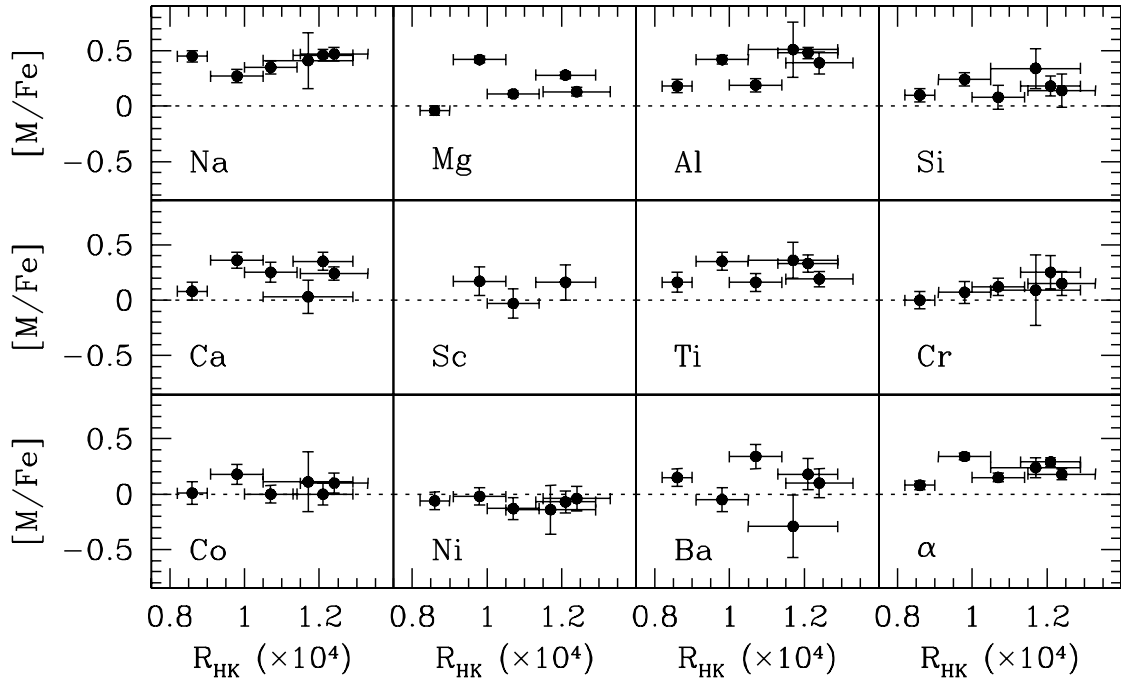 [M/Fe] 0.5 0 −0.5 Na Mg Al Si
[M/Fe] 0.5 0 −0.5 Ca Sc Ti Cr
[M/Fe] 0.5 0 −0.5 Co Ni Ba α
0.8 1 1.2 0.8 1 1.2 0.8 1 1.2 0.8 1 1.2
R_HK (×10⁴) R_HK (×10⁴) R_HK (×10⁴) R_HK (×10⁴)